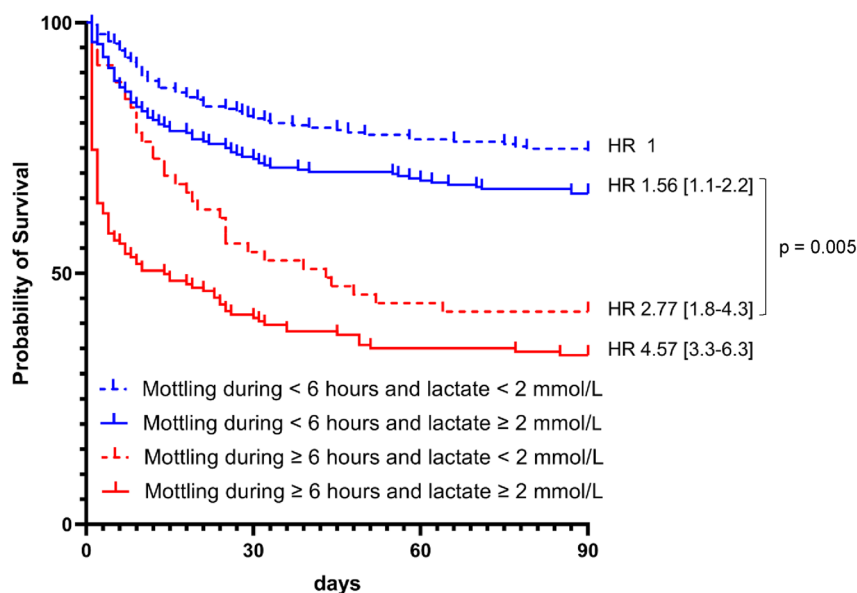 Probability of Survival
100
50
0
0 30 60 90
days
HR 1
HR 1.56 [1.1-2.2]
p = 0.005
HR 2.77 [1.8-4.3]
HR 4.57 [3.3-6.3]
Mottling during < 6 hours and lactate < 2 mmol/L
Mottling during < 6 hours and lactate ≥ 2 mmol/L
Mottling during ≥ 6 hours and lactate < 2 mmol/L
Mottling during ≥ 6 hours and lactate ≥ 2 mmol/L